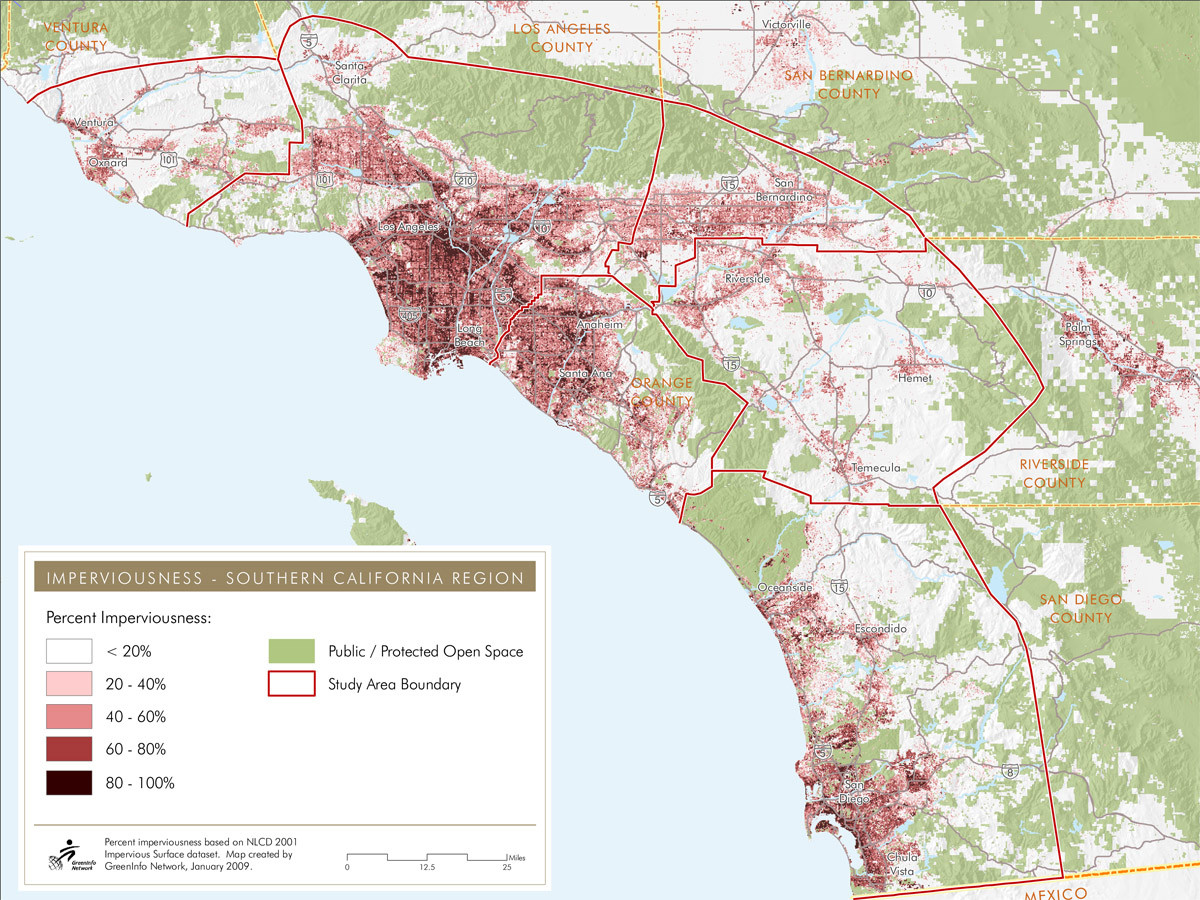 VENTURA
COUNTY
LOS ANGELES
COUNTY
Victorville
SAN BERNARDINO
COUNTY
5
Santa
Clarita
Ventura
Oxnard
101
101
210
15
San
Bernardino
Los Angeles
10
Riverside
10
5
405
Long
Beach
Anaheim
Palm
Springs
Santa Ana
15
Hemet
ORANGE
COUNTY
Temecula
RIVERSIDE
COUNTY
5
Oceanside
15
SAN DIEGO
COUNTY
Escondido
5
8
San
Diego
Chula
Vista
MEXICO
IMPERVIOUSNESS - SOUTHERN CALIFORNIA REGION
Percent Imperviousness:
< 20%
20 - 40%
40 - 60%
60 - 80%
80 - 100%
Public / Protected Open Space
Study Area Boundary
GreenInfo
Network
Percent imperviousness based on NLCD 2001
Impervious Surface dataset. Map created by
GreenInfo Network, January 2009.
Miles
0 12.5 25